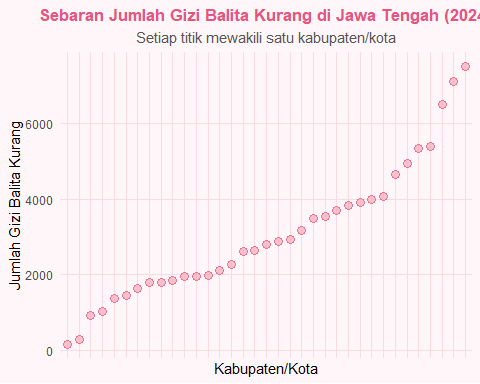 Sebaran Jumlah Gizi Balita Kurang di Jawa Tengah (2024
Setiap titik mewakili satu kabupaten/kota
Jumlah Gizi Balita Kurang
6000
4000
2000
0
Kabupaten/Kota